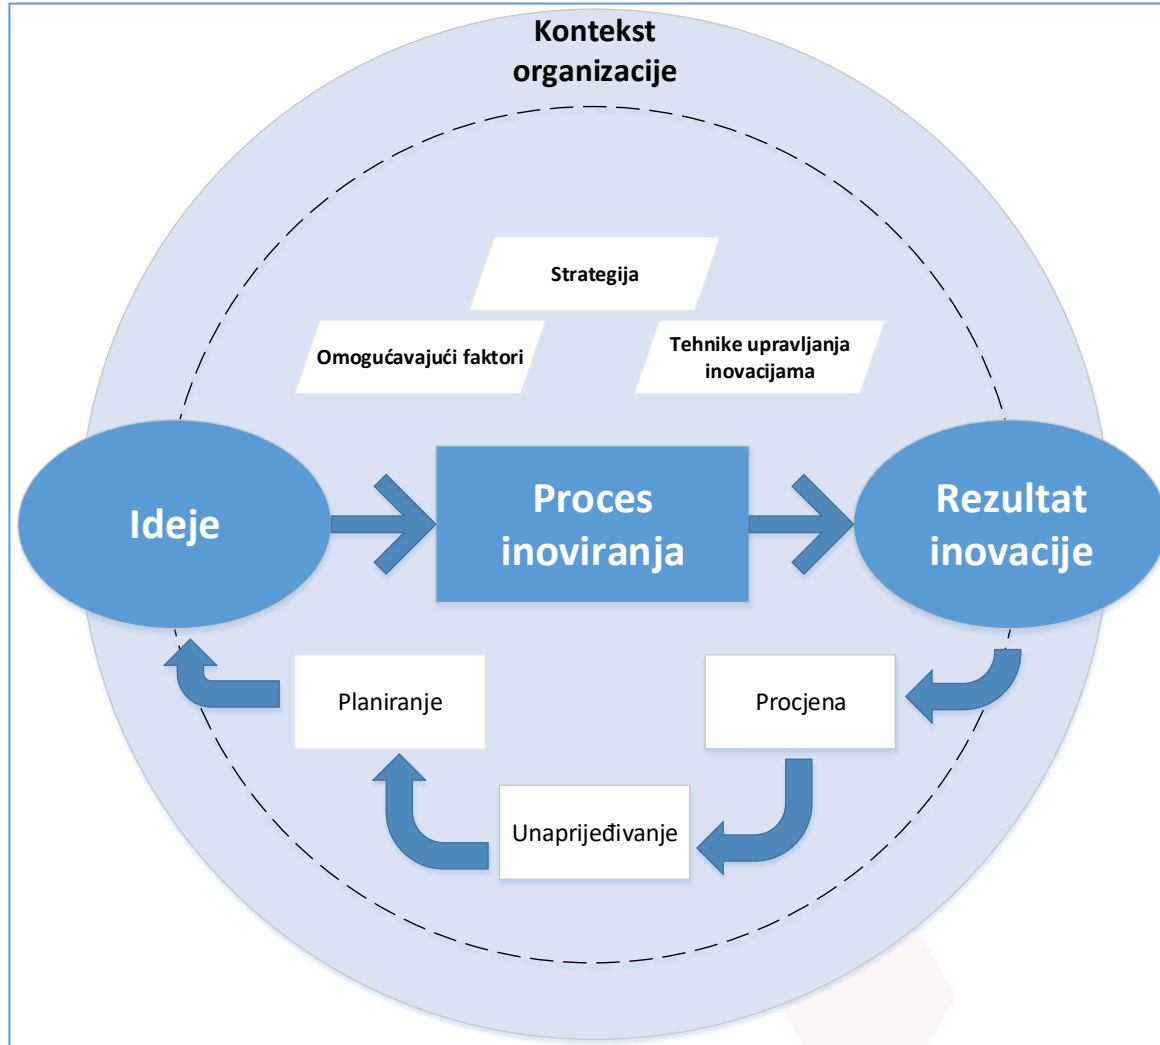 Kontekst
organizacije
Strategija
Omogućavajući faktori
Tehnike upravljanja
inovacijama
Ideje
Proces
inoviranja
Rezultat
inovacije
Planiranje
Procjena
Unaprijeđivanje